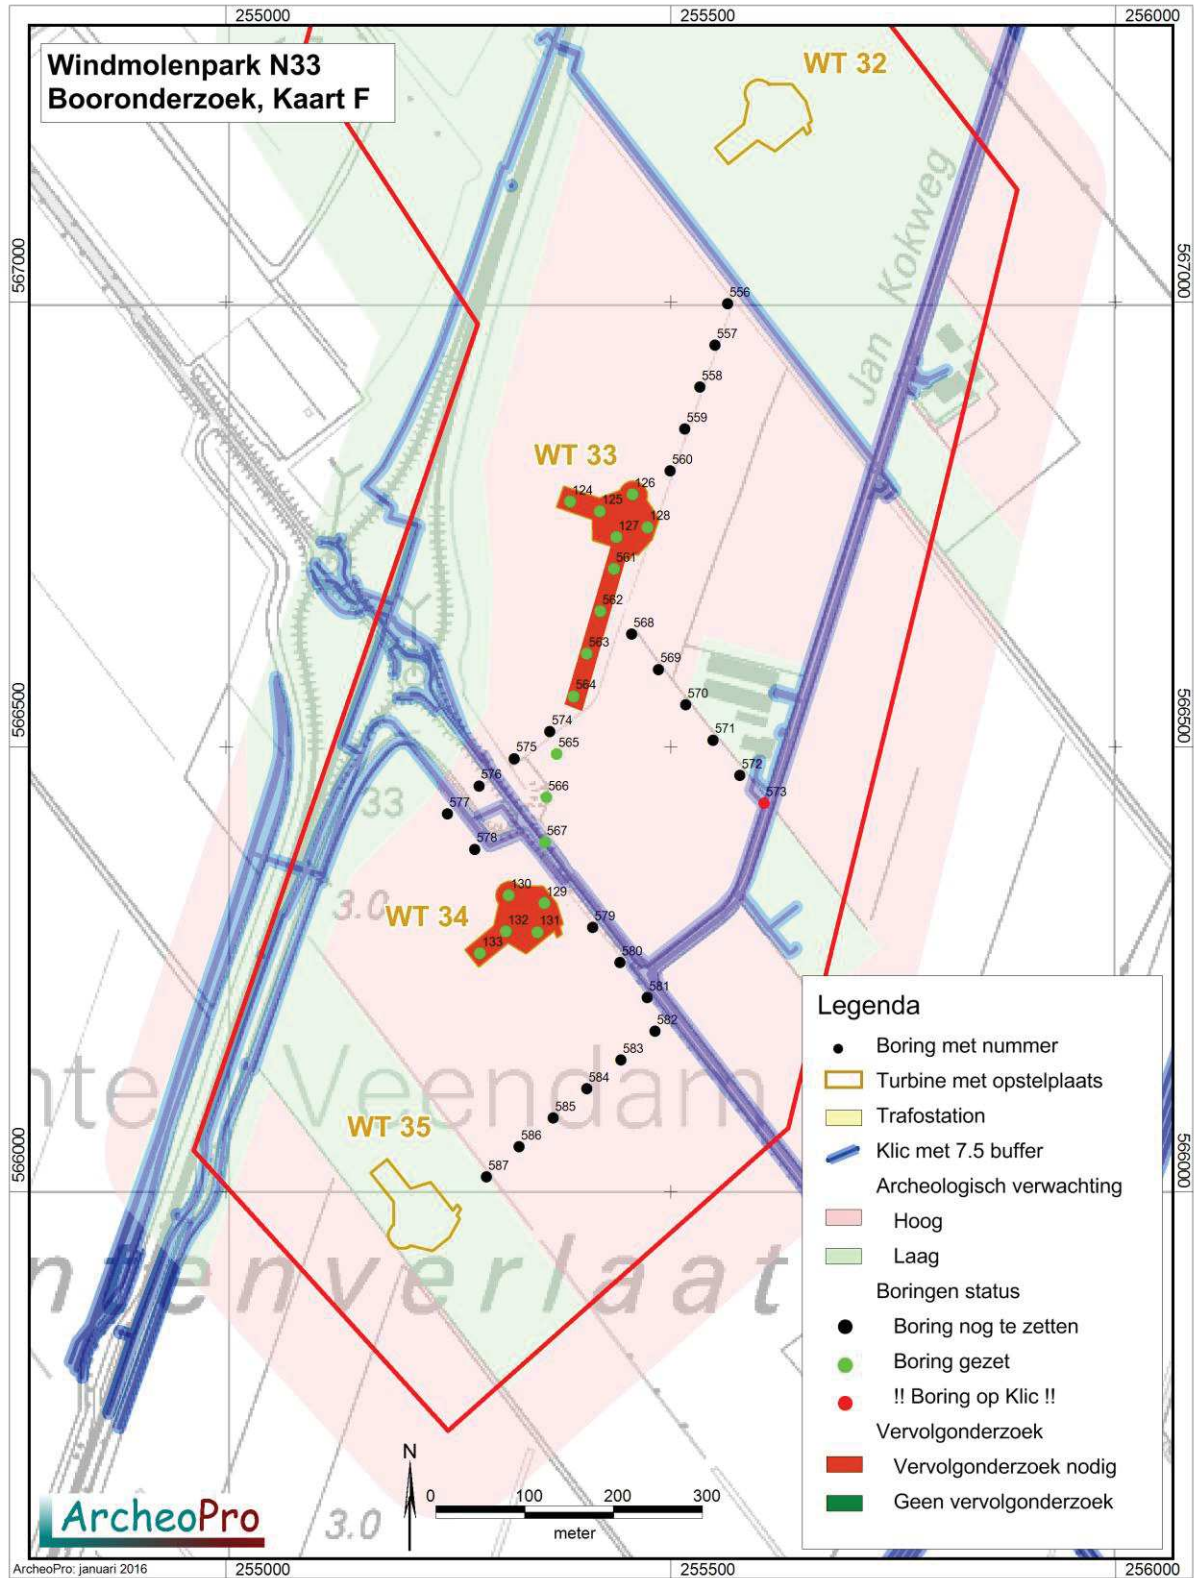 255000
255500
256000
Windmolenpark N33
Booronderzoek, Kaart F
WT 32
Jan Kokweg
567000
567000
556
557
558
559
560
WT 33
124
125
126
127
128
561
562
563
564
568
569
570
571
572
573
566500
566500
574
575
565
576
566
577
567
578
33
3.0
WT 34
130
129
132
131
133
579
580
581
582
583
584
585
586
587
nte Veendam
WT 35
566000
566000
ntenverlaat
3.0
Legenda
Boring met nummer
Turbine met opstelplaats
Trafostation
Klic met 7.5 buffer
Archeologisch verwachting
Hoog
Laag
Boringen status
Boring nog te zetten
Boring gezet
!! Boring op Klic !!
Vervolgonderzoek
Vervolgonderzoek nodig
Geen vervolgonderzoek
N
0 100 200 300
meter
ArcheoPro
ArcheoPro: januari 2016
255000
255500
256000